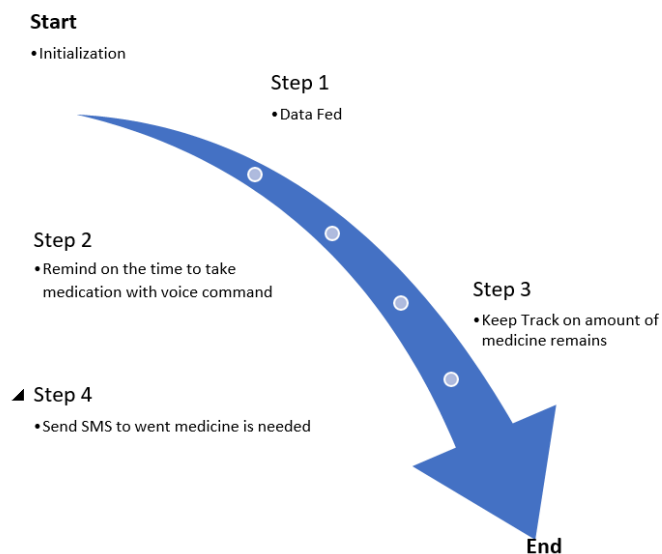 Start
•Initialization
Step 1
•Data Fed
Step 2
•Remind on the time to take
medication with voice command
Step 3
•Keep Track on amount of
medicine remains
Step 4
•Send SMS to went medicine is needed
End